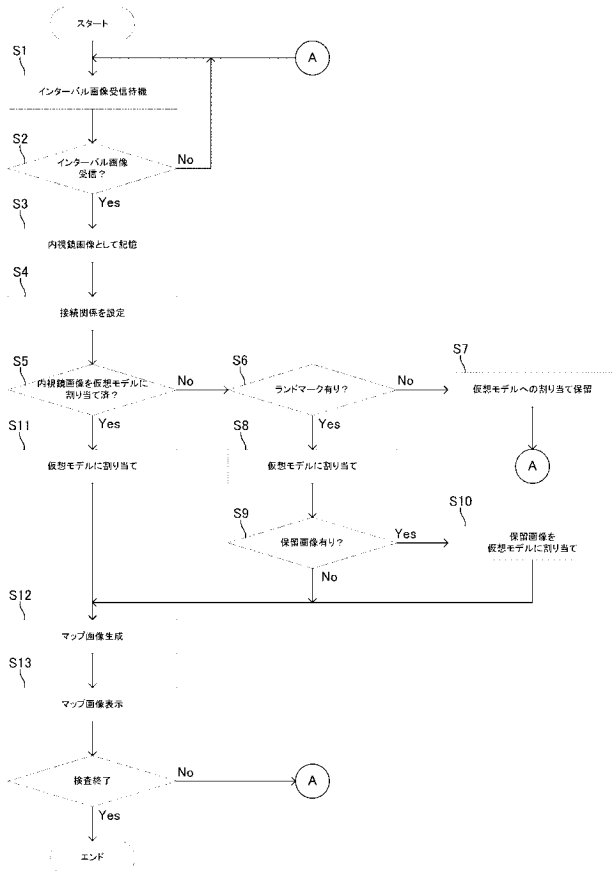 スタート
S1
A
インターバル画像受信待機
S2
インターバル画像
受信？
No
Yes
S3
内視鏡画像として記憶
S4
接続関係を設定
S5
内視鏡画像を仮想モデルに
割り当て済？
No
Yes
S6
ランドマーク有り？
No
Yes
S7
仮想モデルへの割り当て保留
A
S11
仮想モデルに割り当て
S8
仮想モデルに割り当て
S9
保留画像有り？
Yes
No
S10
保留画像を
仮想モデルに割り当て
S12
マップ画像生成
S13
マップ画像表示
検査終了
No
A
Yes
エンド